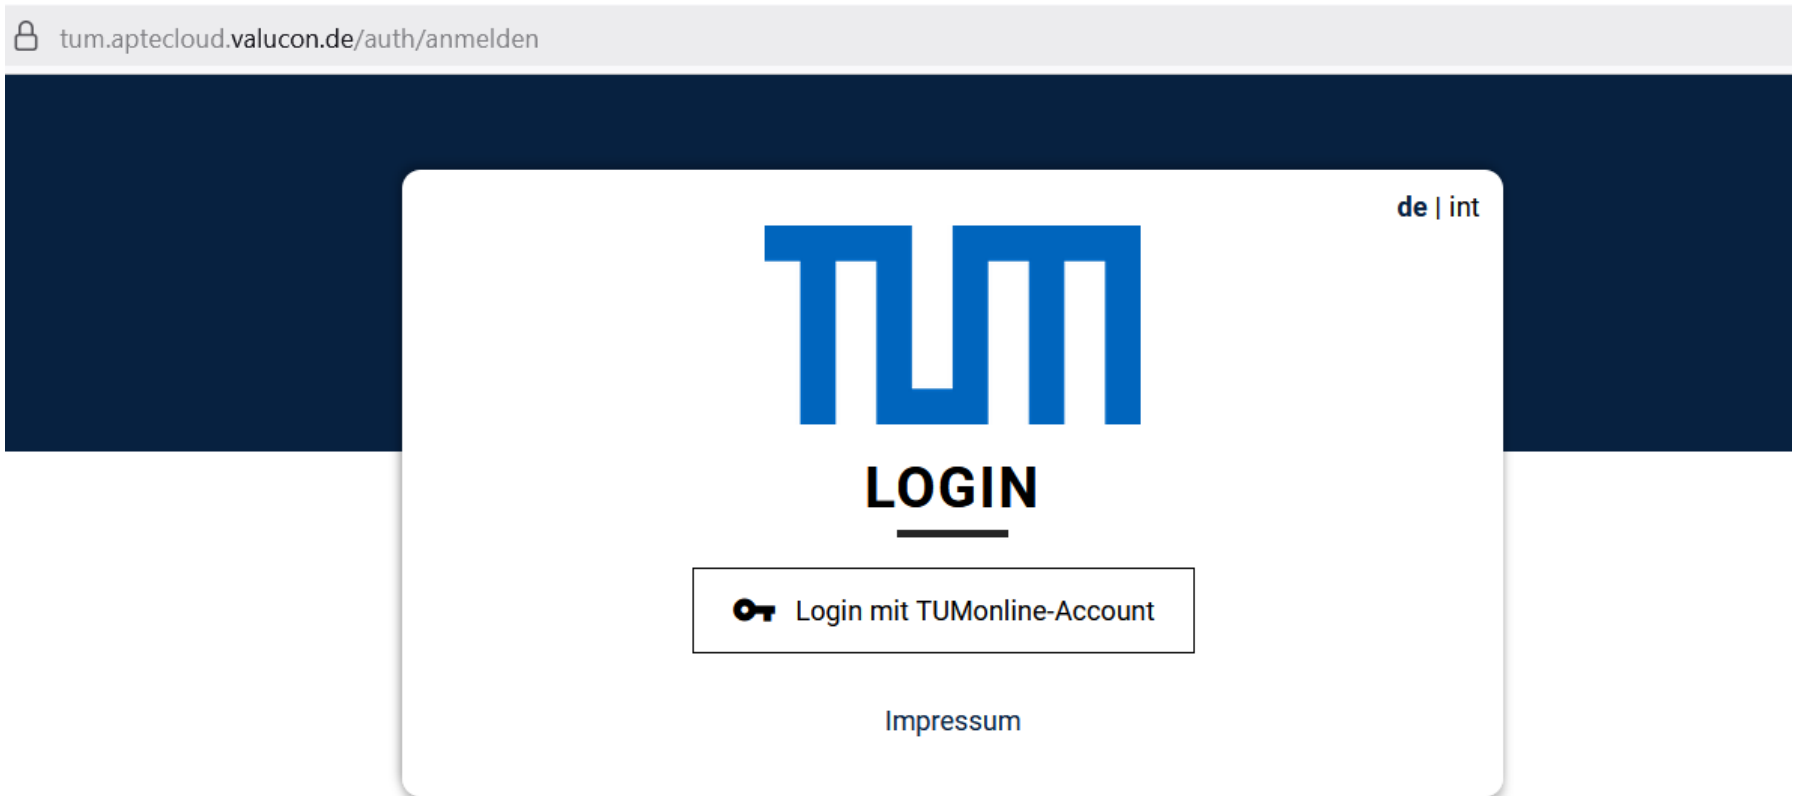 tum.aptecloud.valucon.de/auth/anmelden
de | int
TUM
LOGIN
Login mit TUMonline-Account
Impressum